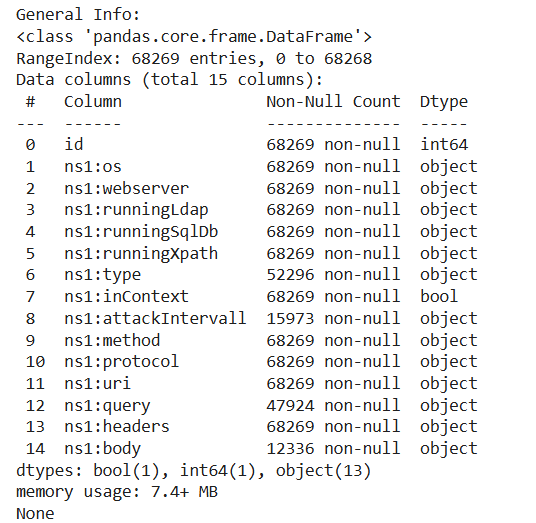 General Info:
<class 'pandas.core.frame.DataFrame'>
RangeIndex: 68269 entries, 0 to 68268
Data columns (total 15 columns):
 #   Column              Non-Null Count  Dtype
---  ------              --------------  -----
 0   id                  68269 non-null  int64
 1   ns1:os              68269 non-null  object
 2   ns1:webserver       68269 non-null  object
 3   ns1:runningLdap     68269 non-null  object
 4   ns1:runningSqlDb    68269 non-null  object
 5   ns1:runningXpath    68269 non-null  object
 6   ns1:type            52296 non-null  object
 7   ns1:inContext       68269 non-null  bool
 8   ns1:attackIntervall 15973 non-null  object
 9   ns1:method          68269 non-null  object
 10  ns1:protocol        68269 non-null  object
 11  ns1:uri             68269 non-null  object
 12  ns1:query           47924 non-null  object
 13  ns1:headers         68269 non-null  object
 14  ns1:body            12336 non-null  object
dtypes: bool(1), int64(1), object(13)
memory usage: 7.4+ MB
None